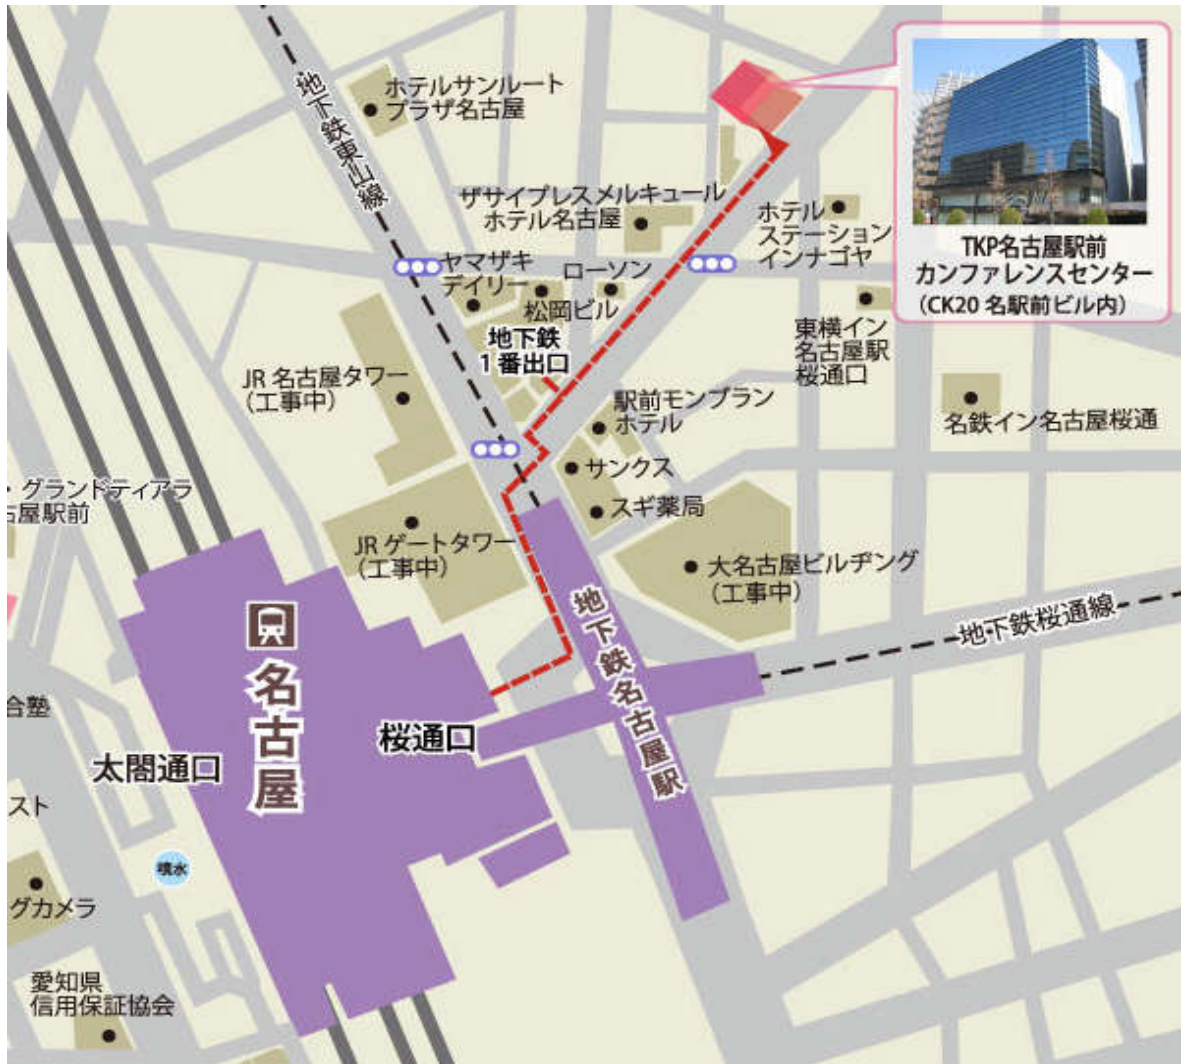 地下鉄東山線
ホテルサンルート
プラザ名古屋
ザサイプレスメルキュール
ホテル名古屋
ホテル
ステーション
インナゴヤ
TKP名古屋駅前
カンファレンスセンター
(CK20 名駅前ビル内)
ヤマザキ
デイリー
ローソン
松岡ビル
地下鉄
1番出口
東横イン
名古屋駅
桜通口
JR 名古屋タワー
(工事中)
駅前モンブラン
ホテル
名鉄イン名古屋桜通
サンクス
・グランドティアラ
古屋駅前
スギ薬局
JRゲートタワー
(工事中)
大名古屋ビルヂング
(工事中)
地下鉄名古屋駅
地下鉄桜通線
名古屋
合塾
桜通口
太閤通口
スト
噴水
グカメラ
愛知県
信用保証協会